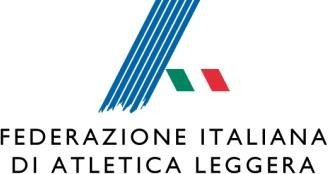 FEDERAZIONE ITALIANA
DI ATLETICA LEGGERA